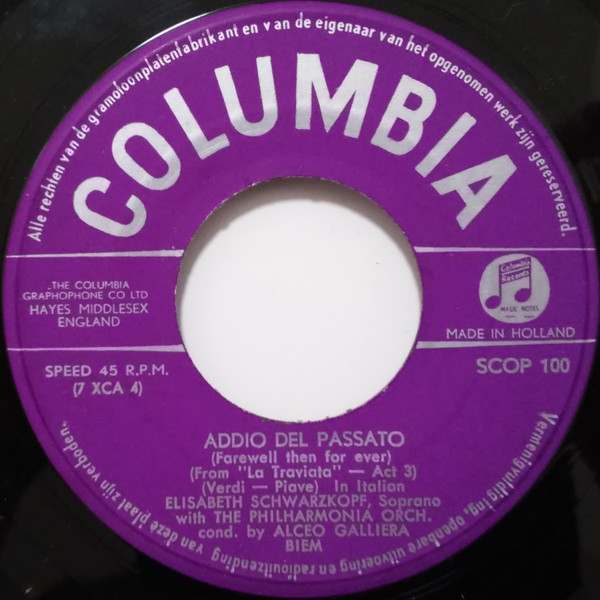 Alle rechten van de gramofoonplatenfabrikant en van de eigenaar van het opgenomen werk zijn gereserveerd.
COLUMBIA
THE COLUMBIA
GRAPHOPHONE CO LTD
HAYES MIDDLESEX
ENGLAND
Columbia
Records
MAGIC NOTES
MADE IN HOLLAND
SPEED 45 R.P.M.
(7 XCA 4)
SCOP 100
ADDIO DEL PASSATO
(Farewell then for ever)
(From "La Traviata" — Act 3)
(Verdi — Piave) In Italian
ELISABETH SCHWARZKOPF, Soprano
with THE PHILHARMONIA ORCH.
cond. by ALCEO GALLIERA
BIEM
Vermenigvuldiging, openbare uitvoering en radiouitzending van deze plaat zijn verboden.